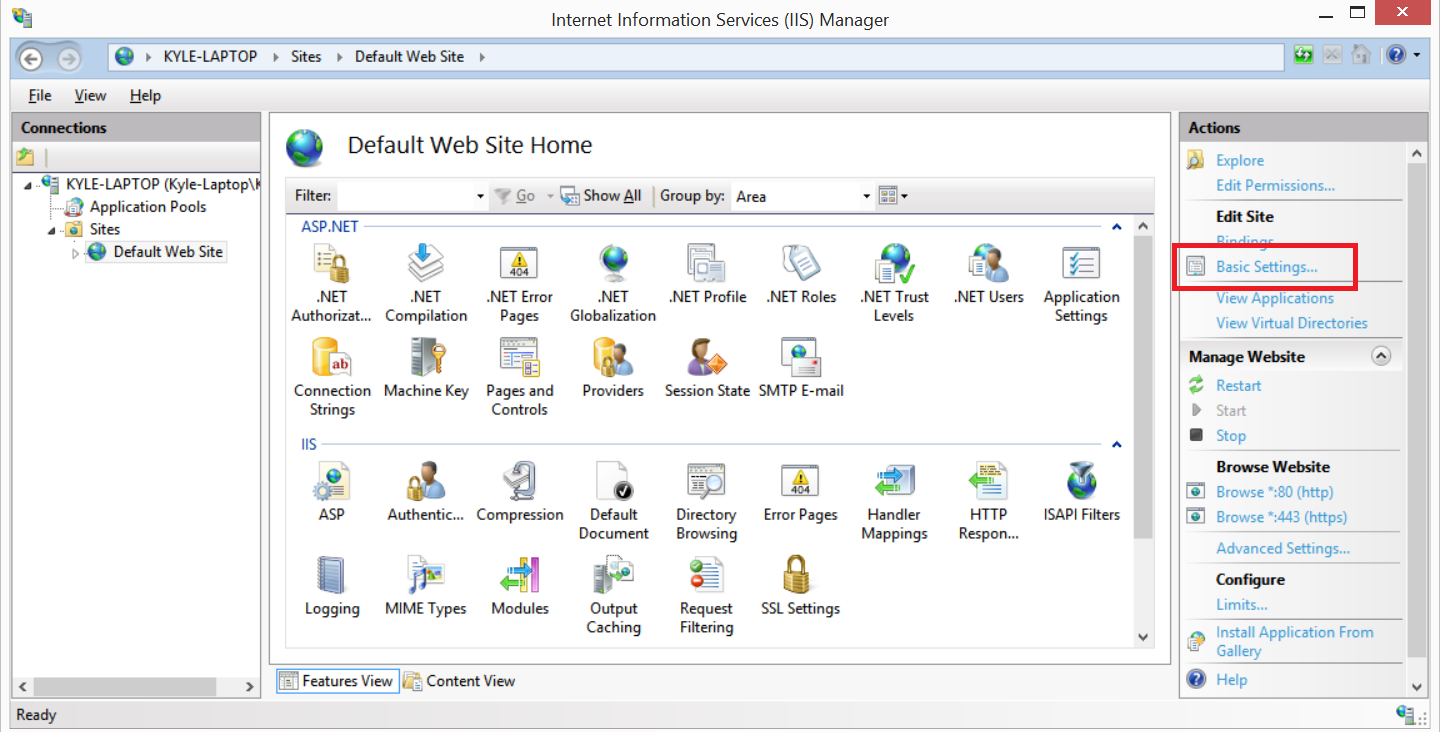 Internet Information Services (IIS) Manager
KYLE-LAPTOP
Sites
Default Web Site
File
View
Help
Connections
KYLE-LAPTOP (Kyle-Laptop\K
Application Pools
Sites
Default Web Site
Default Web Site Home
Filter:
Go
Show All
Group by:
Area
ASP.NET
.NET
Authorizat...
.NET
Compilation
.NET Error
Pages
.NET
Globalization
.NET Profile
.NET Roles
.NET Trust
Levels
.NET Users
Application
Settings
Connection
Strings
Machine Key
Pages and
Controls
Providers
Session State
SMTP E-mail
IIS
ASP
Authentic...
Compression
Default
Document
Directory
Browsing
Error Pages
Handler
Mappings
HTTP
Respon...
ISAPI Filters
Logging
MIME Types
Modules
Output
Caching
Request
Filtering
SSL Settings
Features View
Content View
Actions
Explore
Edit Permissions...
Edit Site
Bindings...
Basic Settings...
View Applications
View Virtual Directories
Manage Website
Restart
Start
Stop
Browse Website
Browse *:80 (http)
Browse *:443 (https)
Advanced Settings...
Configure
Limits...
Install Application From
Gallery
Help
Ready